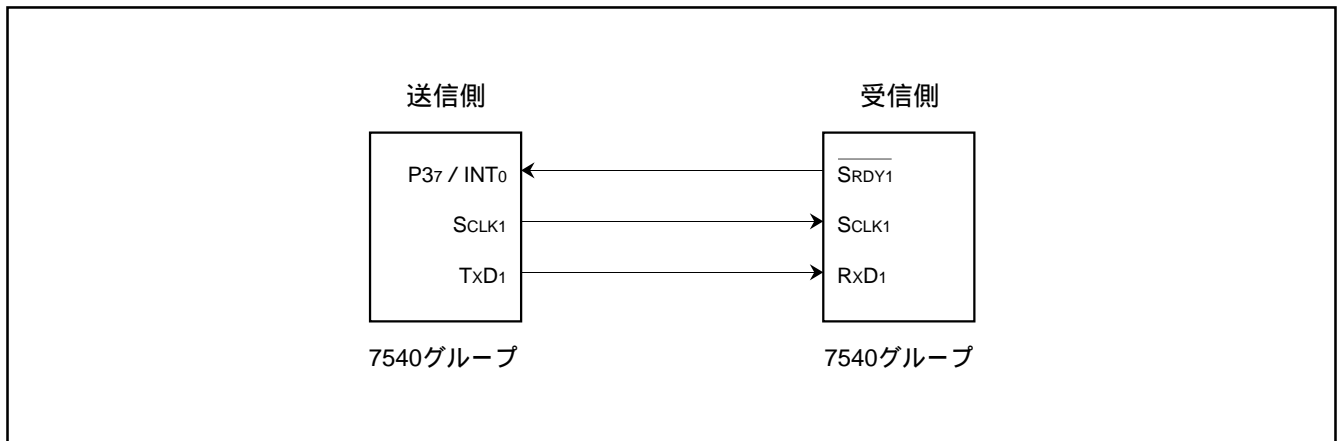 送信側 受信側
P37 / INT0 SRDY1
SCLK1 SCLK1
TxD1 RxD1
7540グループ 7540グループ